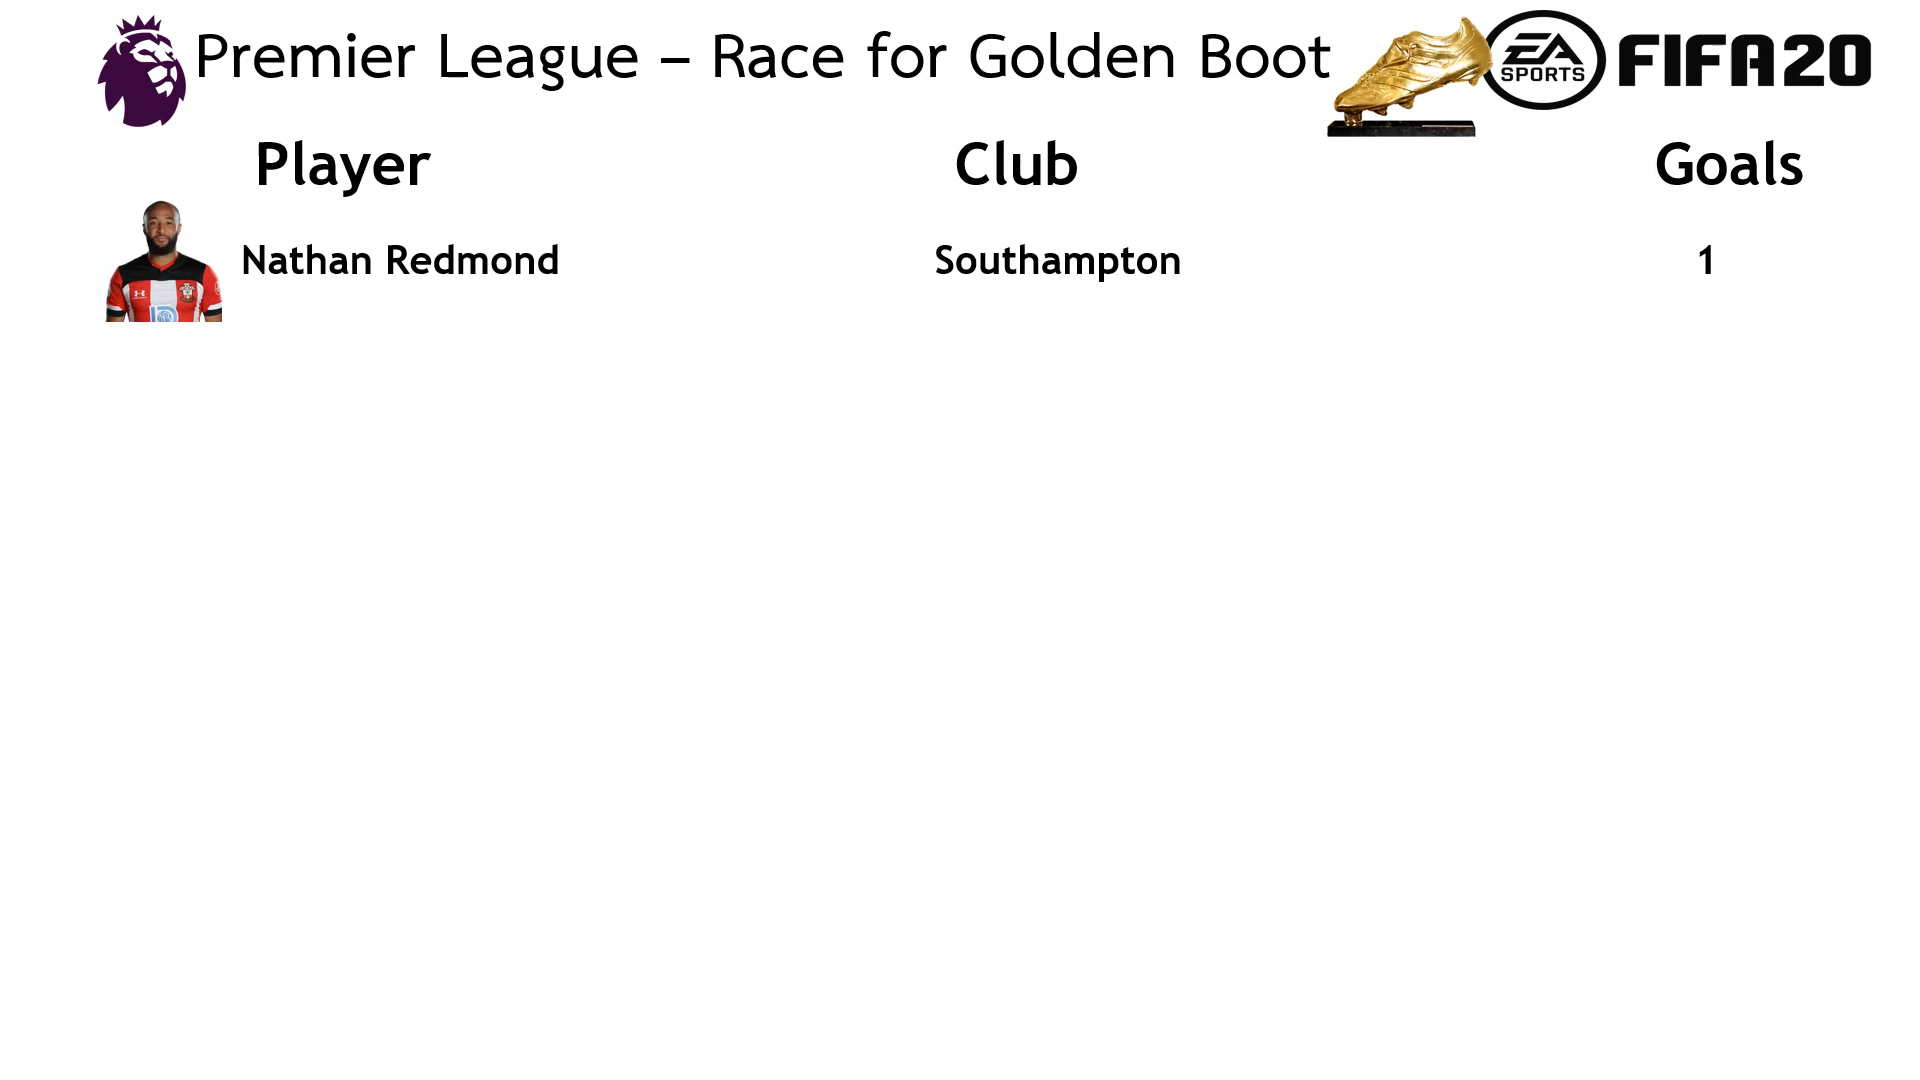 Premier League – Race for Golden Boot
EA SPORTS FIFA20
Player Club Goals
Nathan Redmond Southampton 1